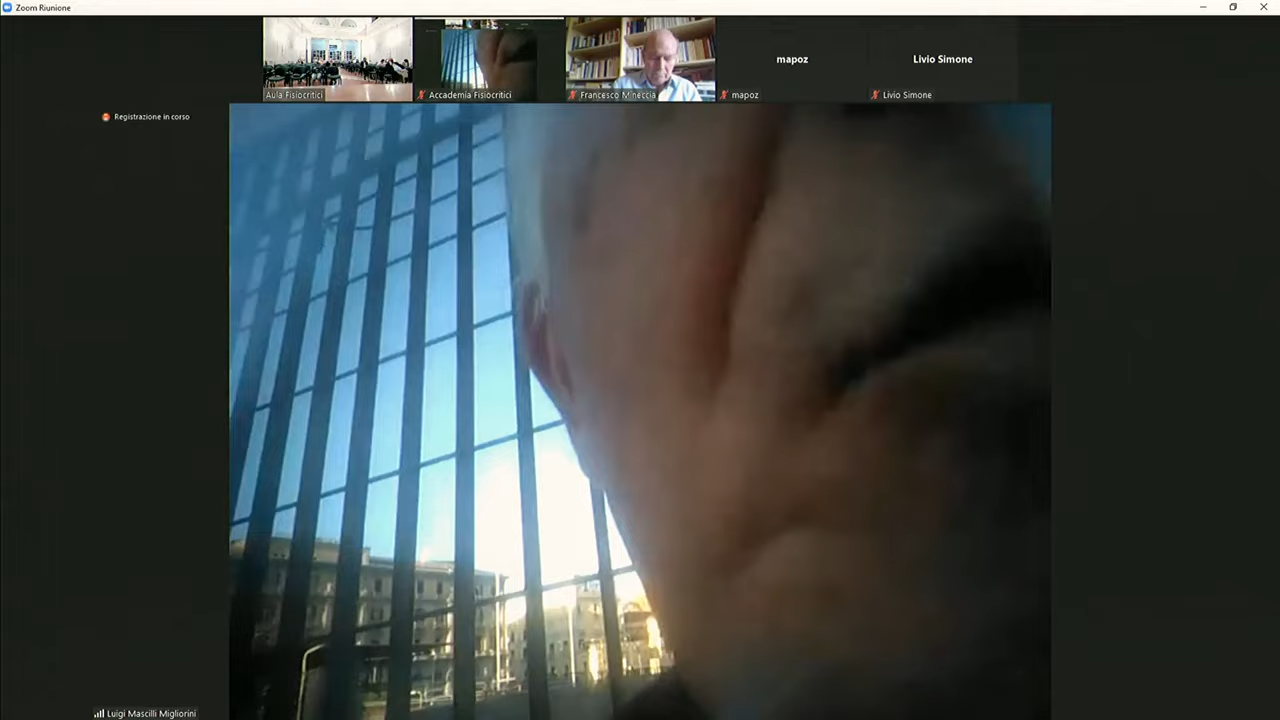 Zoom Riunione
mapoz
Livio Simone
Aula Fisiocritici
Accademia Fisiocritici
Francesco Mineccia
mapoz
Livio Simone
Registrazione in corso
Luigi Mascilli Migliorini